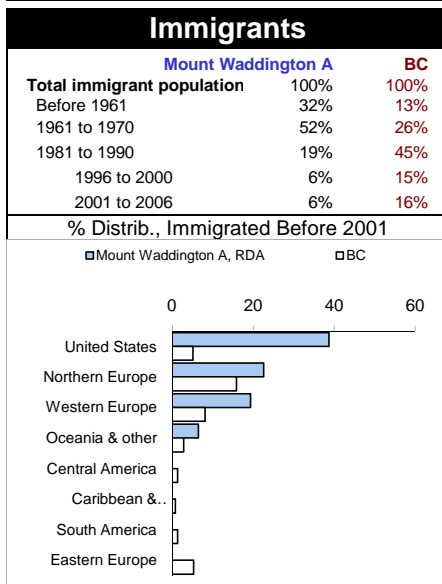 Immigrants
Mount Waddington A BC
Total immigrant population 100% 100%
Before 1961 32% 13%
1961 to 1970 52% 26%
1981 to 1990 19% 45%
1996 to 2000 6% 15%
2001 to 2006 6% 16%
% Distrib., Immigrated Before 2001
Mount Waddington A, RDA BC
0 20 40 60
United States
Northern Europe
Western Europe
Oceania & other
Central America
Caribbean &..
South America
Eastern Europe